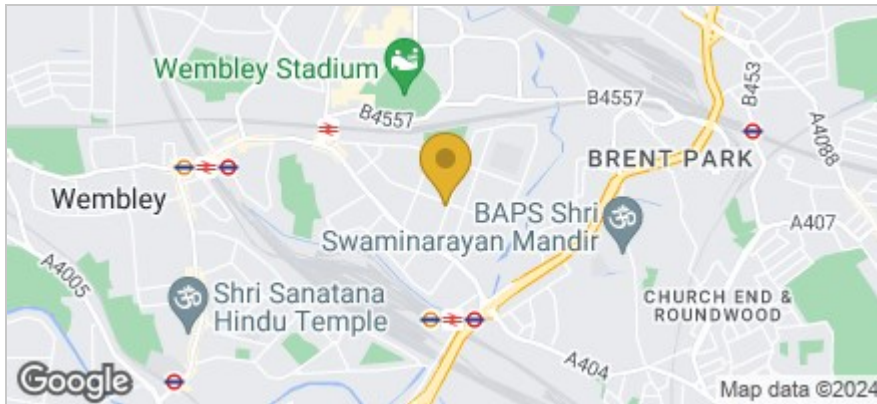 Wembley Stadium
B4557
B4557
B453
A4088
BRENT PARK
Wembley
BAPS Shri
Swaminarayan Mandir
A407
A4005
Shri Sanatana
Hindu Temple
CHURCH END &
ROUNDWOOD
A404
Google
Map data ©2024